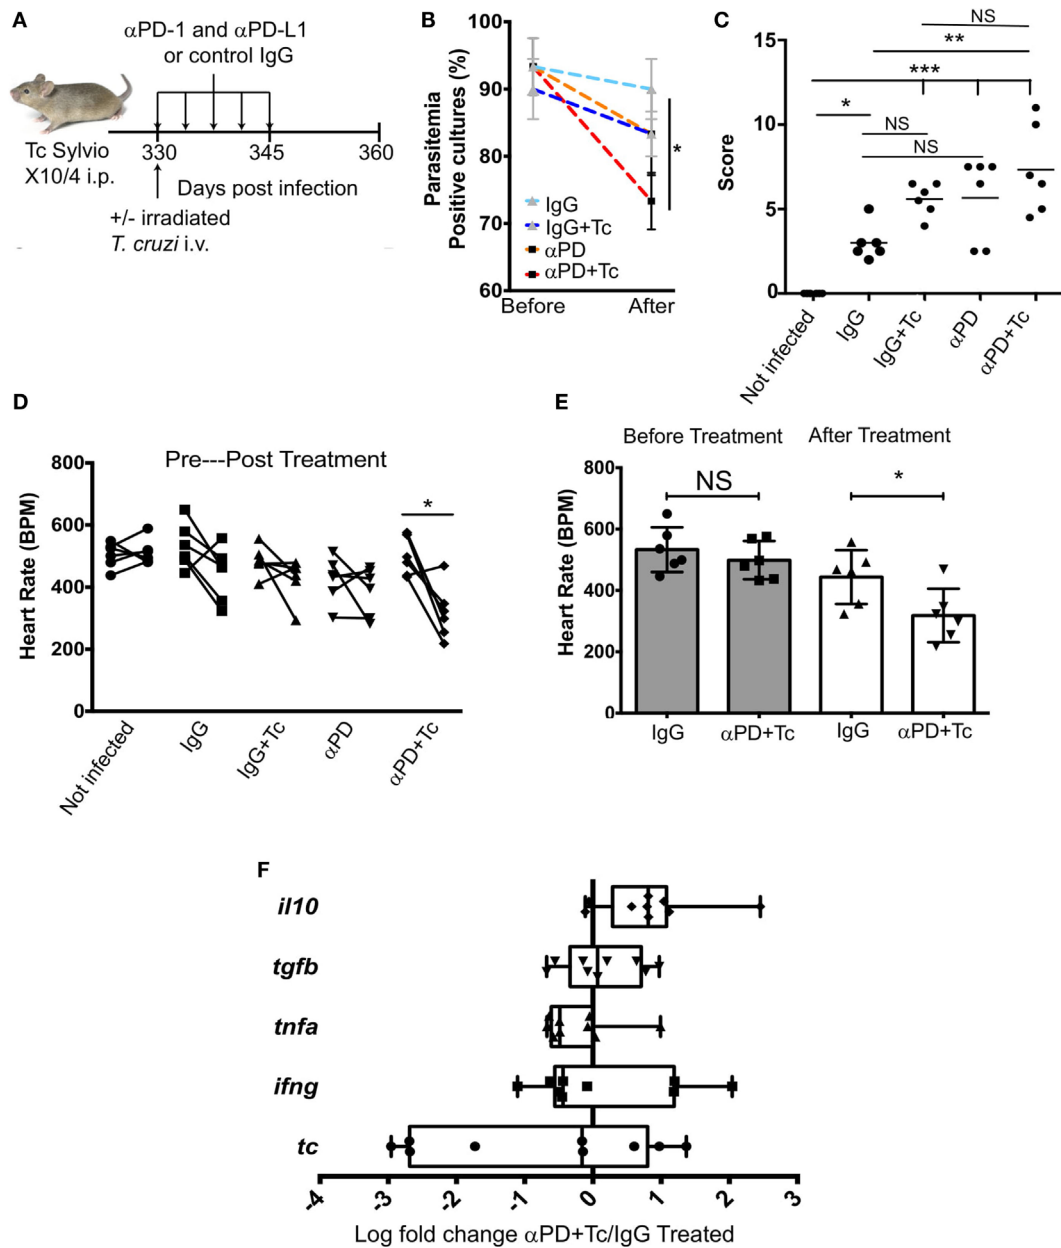 A
αPD-1 and αPD-L1
or control IgG
Tc Sylvio
X10/4 i.p.
330
345
360
Days post infection
+/- irradiated
T. cruzi i.v.
B
Parasitemia
Positive cultures (%)
100
90
80
70
60
IgG
IgG+Tc
αPD
αPD+Tc
*
Before
After
C
Score
15
10
5
0
NS
**
***
*
NS
NS
Not infected
IgG
IgG+Tc
αPD
αPD+Tc
D
Pre---Post Treatment
Heart Rate (BPM)
800
600
400
200
0
*
Not infected
IgG
IgG+Tc
αPD
αPD+Tc
E
Before Treatment
After Treatment
Heart Rate (BPM)
800
600
400
200
0
NS
*
IgG
αPD+Tc
IgG
αPD+Tc
F
il10
tgfb
tnfa
ifng
tc
-4
-3
-2
-1
0
1
2
3
Log fold change αPD+Tc/IgG Treated